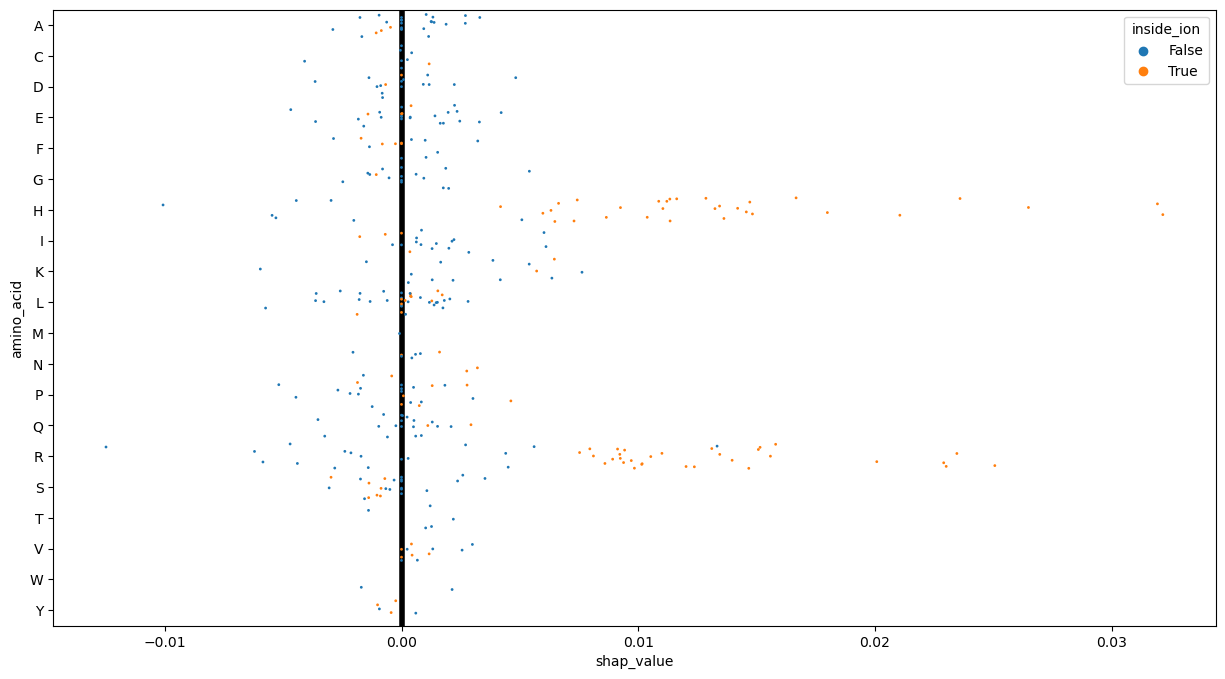 inside_ion
False
True
amino_acid
A
C
D
E
F
G
H
I
K
L
M
N
P
Q
R
S
T
V
W
Y
−0.01 0.00 0.01 0.02 0.03
shap_value